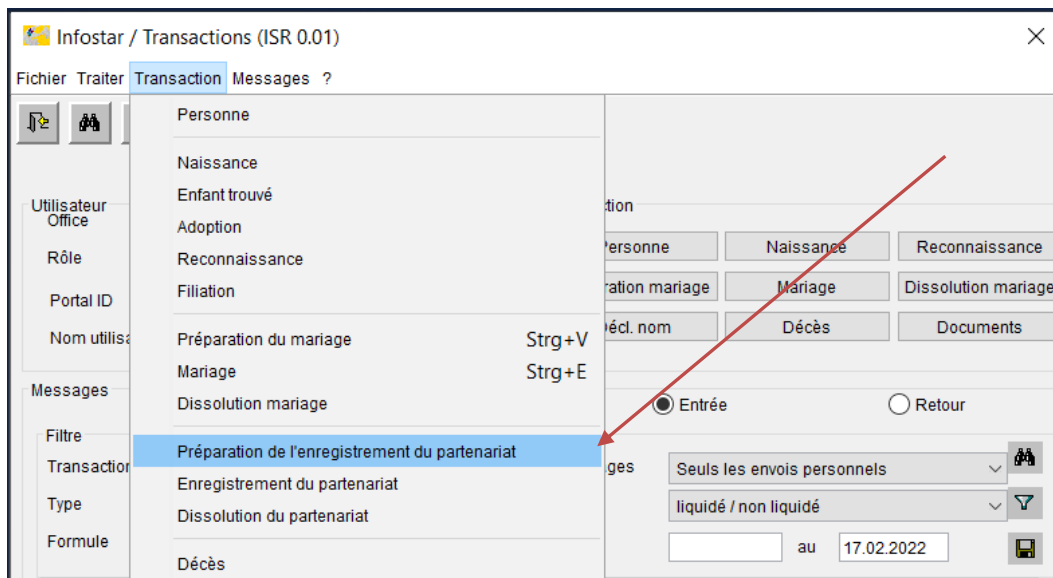 Infostar / Transactions (ISR 0.01)
Fichier Traiter Transaction Messages ?
Personne
Naissance
Enfant trouvé
Adoption
Reconnaissance
Filiation
Préparation du mariage Strg+V
Mariage Strg+E
Dissolution mariage
Préparation de l'enregistrement du partenariat
Enregistrement du partenariat
Dissolution du partenariat
Décès
Utilisateur
Office
Rôle
Portal ID
Nom utilisa
ction
Personne Naissance Reconnaissance
ration mariage Mariage Dissolution mariage
Décl. nom Décès Documents
Messages
Entrée Retour
Filtre
Transaction
Type
Formule
ges Seuls les envois personnels
liquidé / non liquidé
au 17.02.2022